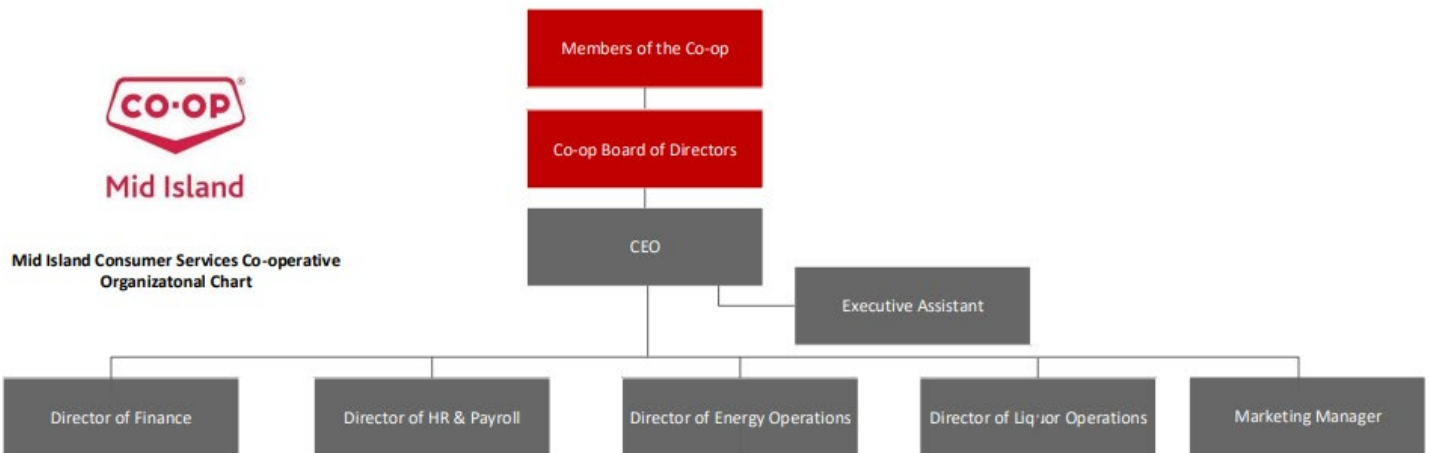 Members of the Co-op
CO·OP®
Mid Island
Co-op Board of Directors
Mid Island Consumer Services Co-operative
Organizatonal Chart
CEO
Executive Assistant
Director of Finance
Director of HR & Payroll
Director of Energy Operations
Director of Liquor Operations
Marketing Manager